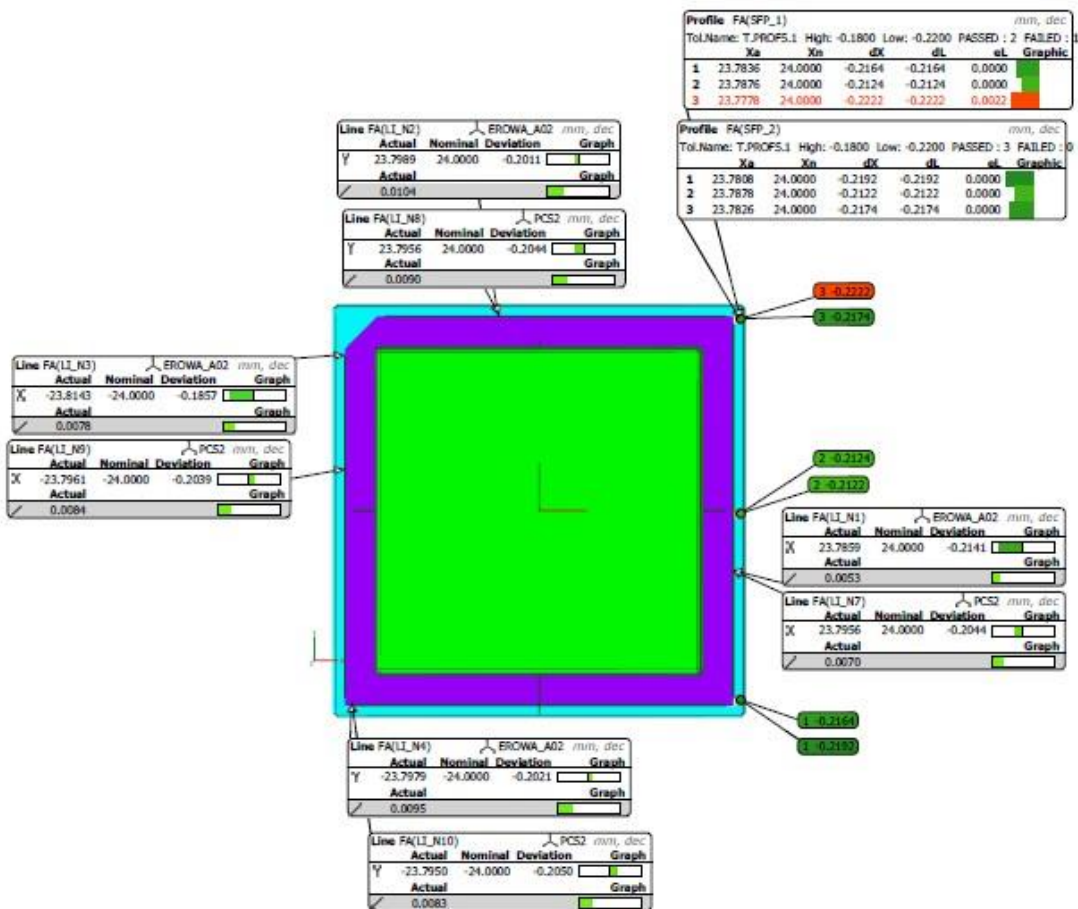 Profile FA(SFP_1) mm, dec
Tol.Name: T.PROF5.1 High: -0.1800 Low: -0.2200 PASSED : 2 FAILED : 1
Xa Xn dX dL eL Graphic
1 23.7836 24.0000 -0.2164 -0.2164 0.0000
2 23.7876 24.0000 -0.2124 -0.2124 0.0000
3 23.7778 24.0000 -0.2222 -0.2222 0.0022
Profile FA(SFP_2) mm, dec
Tol.Name: T.PROF5.1 High: -0.1800 Low: -0.2200 PASSED : 3 FAILED : 0
Xa Xn dX dL eL Graphic
1 23.7808 24.0000 -0.2192 -0.2192 0.0000
2 23.7878 24.0000 -0.2122 -0.2122 0.0000
3 23.7826 24.0000 -0.2174 -0.2174 0.0000
Line FA(LI_N2) EROWA_A02 mm, dec
Actual Nominal Deviation Graph
Y 23.7989 24.0000 -0.2011
Actual Graph
0.0104
Line FA(LI_N8) PCS2 mm, dec
Actual Nominal Deviation Graph
Y 23.7956 24.0000 -0.2044
Actual Graph
0.0090
3 -0.2222
3 -0.2174
Line FA(LI_N3) EROWA_A02 mm, dec
Actual Nominal Deviation Graph
X -23.8143 -24.0000 -0.1857
Actual Graph
0.0078
Line FA(LI_N9) PCS2 mm, dec
Actual Nominal Deviation Graph
X -23.7961 -24.0000 -0.2039
Actual Graph
0.0084
2 -0.2124
2 -0.2122
Line FA(LI_N1) EROWA_A02 mm, dec
Actual Nominal Deviation Graph
X 23.7859 24.0000 -0.2141
Actual Graph
0.0053
Line FA(LI_N7) PCS2 mm, dec
Actual Nominal Deviation Graph
X 23.7956 24.0000 -0.2044
Actual Graph
0.0070
1 -0.2164
1 -0.2192
Line FA(LI_N4) EROWA_A02 mm, dec
Actual Nominal Deviation Graph
Y -23.7979 -24.0000 -0.2021
Actual Graph
0.0095
Line FA(LI_N10) PCS2 mm, dec
Actual Nominal Deviation Graph
Y -23.7950 -24.0000 -0.2050
Actual Graph
0.0083